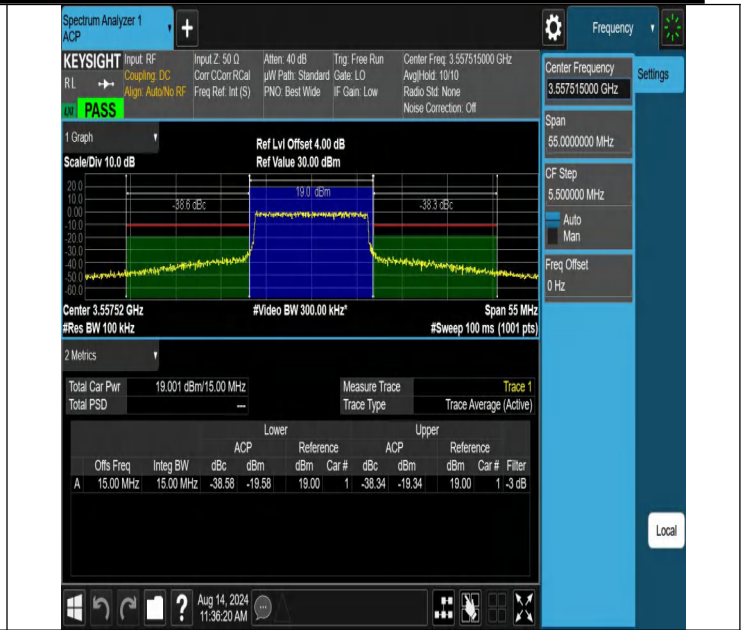 Spectrum Analyzer 1
ACP
Frequency
KEYSIGHT Input: RF Input Z: 50 Ω Atten: 40 dB Trig: Free Run Center Freq: 3.557515000 GHz
RL Coupling: DC Corr CCorr RCal µW Path: Standard Gate: LO Avg|Hold: 10/10
Align: Auto/No RF Freq Ref: Int (S) PNO: Best Wide IF Gain: Low Radio Std: None
PASS Noise Correction: Off
Center Frequency
3.557515000 GHz
Settings
Span
55.0000000 MHz
CF Step
5.500000 MHz
Auto
Man
Freq Offset
0 Hz
1 Graph
Ref Lvl Offset 4.00 dB
Scale/Div 10.0 dB Ref Value 30.00 dBm
20.0
10.0
0.00
-10.0
-20.0
-30.0
-40.0
-50.0
-60.0
-38.6 dBc 19.0 dBm -38.3 dBc
Center 3.55752 GHz #Video BW 300.00 kHz* Span 55 MHz
#Res BW 100 kHz #Sweep 100 ms (1001 pts)
2 Metrics
Total Car Pwr 19.001 dBm/15.00 MHz Measure Trace Trace 1
Total PSD --- Trace Type Trace Average (Active)
Lower Upper
ACP Reference ACP Reference
Offs Freq Integ BW dBc dBm dBm Car # dBc dBm dBm Car # Filter
A 15.00 MHz 15.00 MHz -38.58 -19.58 19.00 1 -38.34 -19.34 19.00 1 -3 dB
Local
Aug 14, 2024
11:36:20 AM